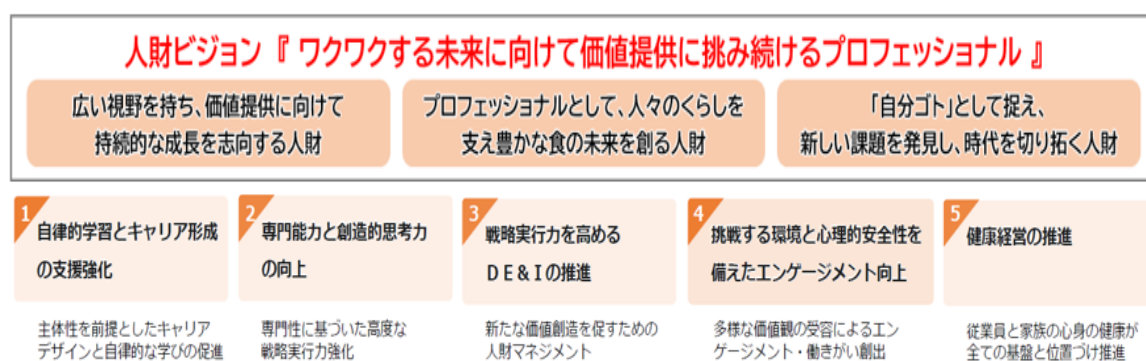 人財ビジョン『 ワクワクする未来に向けて価値提供に挑み続けるプロフェッショナル 』
広い視野を持ち、価値提供に向けて
持続的な成長を志向する人財
プロフェッショナルとして、人々のくらしを
支え豊かな食の未来を創る人財
「自分ゴト」として捉え、
新しい課題を発見し、時代を切り拓く人財
1
自律的学習とキャリア形成
の支援強化
主体性を前提としたキャリア
デザインと自律的な学びの促進
2
専門能力と創造的思考力
の向上
専門性に基づいた高度な
戦略実行力強化
3
戦略実行力を高める
DE&Iの推進
新たな価値創造を促すための
人財マネジメント
4
挑戦する環境と心理的安全性を
備えたエンゲージメント向上
多様な価値観の受容によるエン
ゲージメント・働きがい創出
5
健康経営の推進
従業員と家族の心身の健康が
全ての基盤と位置づけ推進